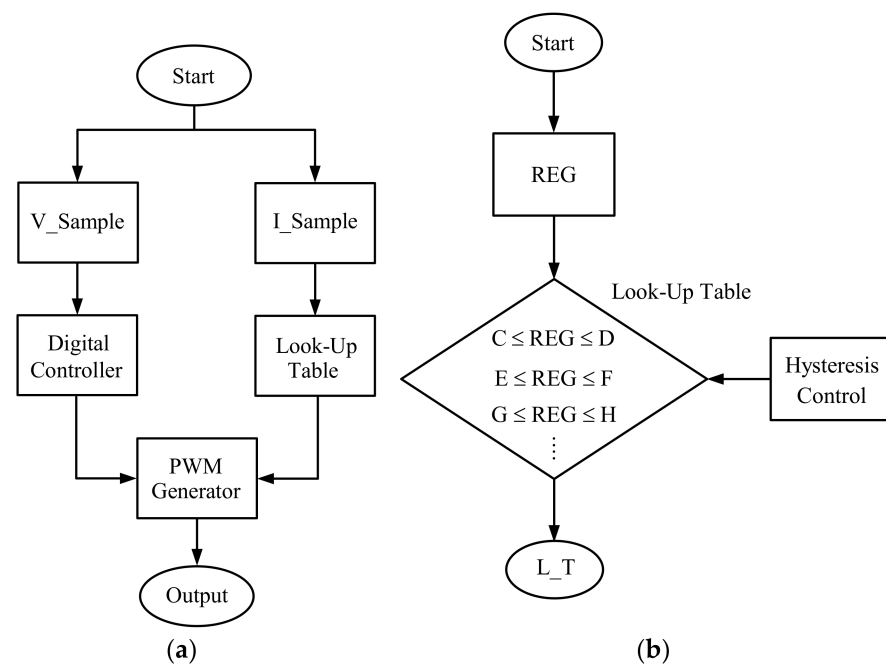 Start
V_Sample
I_Sample
Digital
Controller
Look-Up
Table
PWM
Generator
Output
(a)
Start
REG
Look-Up Table
C ≤ REG ≤ D
E ≤ REG ≤ F
G ≤ REG ≤ H
⋮
Hysteresis
Control
L_T
(b)